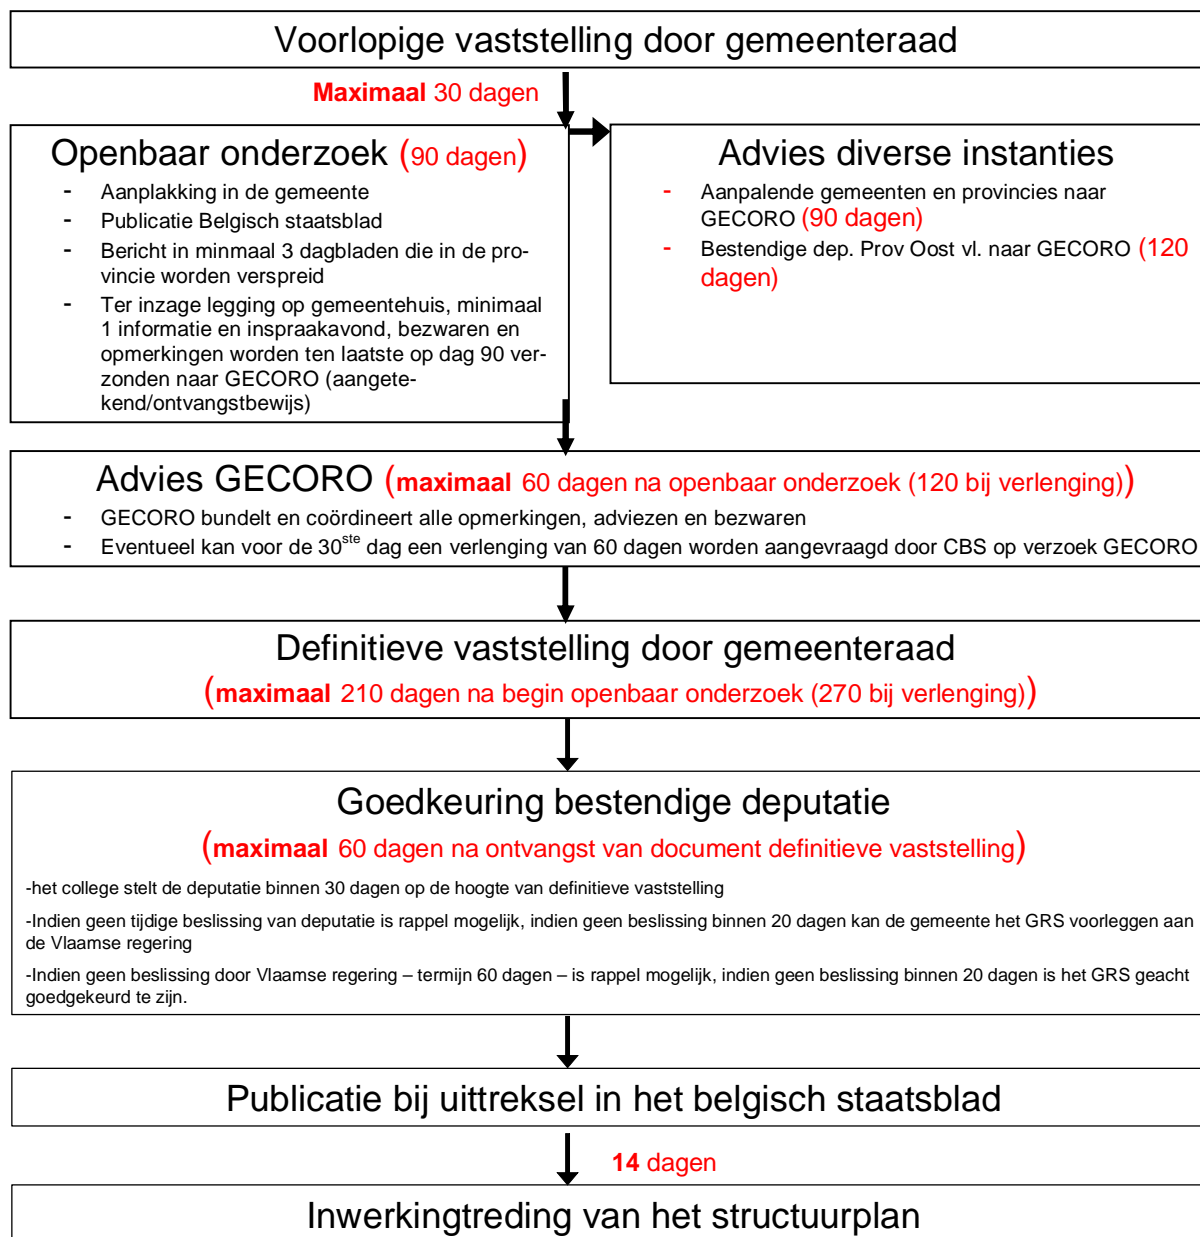 Voorlopige vaststelling door gemeenteraad
Maximaal 30 dagen
Openbaar onderzoek (90 dagen)
- Aanplakking in de gemeente
- Publicatie Belgisch staatsblad
- Bericht in minmaal 3 dagbladen die in de pro-
vincie worden verspreid
- Ter inzage legging op gemeentehuis, minimaal
1 informatie en inspraakavond, bezwaren en
opmerkingen worden ten laatste op dag 90 ver-
zonden naar GECORO (aangete-
kend/ontvangstbewijs)
Advies diverse instanties
- Aanpalende gemeenten en provincies naar
GECORO (90 dagen)
- Bestendige dep. Prov Oost vl. naar GECORO (120
dagen)
Advies GECORO (maximaal 60 dagen na openbaar onderzoek (120 bij verlenging))
- GECORO bundelt en coördineert alle opmerkingen, adviezen en bezwaren
- Eventueel kan voor de 30ste dag een verlenging van 60 dagen worden aangevraagd door CBS op verzoek GECORO
Definitieve vaststelling door gemeenteraad
(maximaal 210 dagen na begin openbaar onderzoek (270 bij verlenging))
Goedkeuring bestendige deputatie
(maximaal 60 dagen na ontvangst van document definitieve vaststelling)
-het college stelt de deputatie binnen 30 dagen op de hoogte van definitieve vaststelling
-Indien geen tijdige beslissing van deputatie is rappel mogelijk, indien geen beslissing binnen 20 dagen kan de gemeente het GRS voorleggen aan
de Vlaamse regering
-Indien geen beslissing door Vlaamse regering – termijn 60 dagen – is rappel mogelijk, indien geen beslissing binnen 20 dagen is het GRS geacht
goedgekeurd te zijn.
Publicatie bij uittreksel in het belgisch staatsblad
14 dagen
Inwerkingtreding van het structuurplan